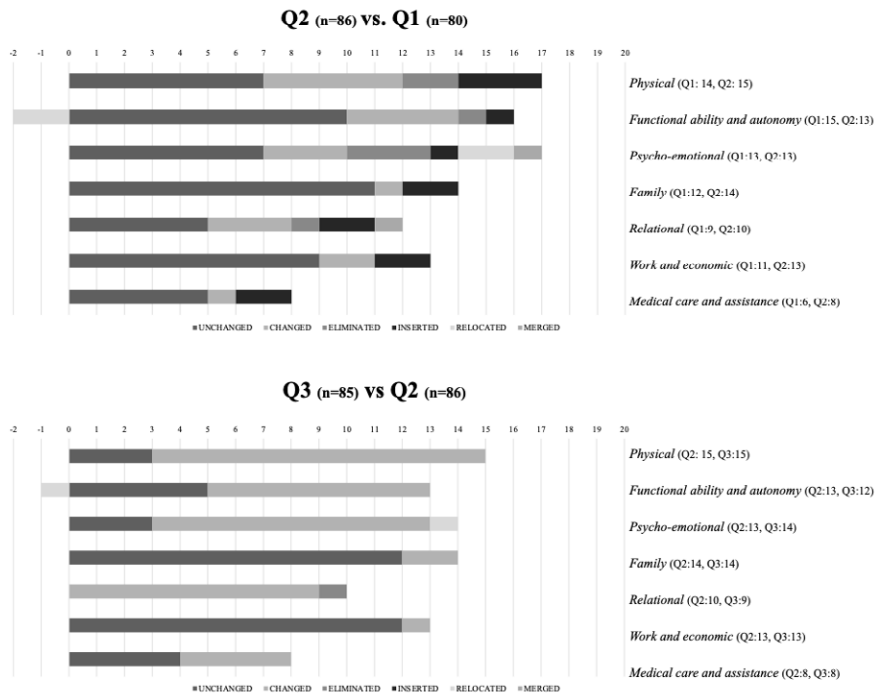 Q2 (n=86) vs. Q1 (n=80)
-2 -1 0 1 2 3 4 5 6 7 8 9 10 11 12 13 14 15 16 17 18 19 20
Physical (Q1: 14, Q2: 15)
Functional ability and autonomy (Q1:15, Q2:13)
Psycho-emotional (Q1:13, Q2:13)
Family (Q1:12, Q2:14)
Relational (Q1:9, Q2:10)
Work and economic (Q1:11, Q2:13)
Medical care and assistance (Q1:6, Q2:8)
UNCHANGED CHANGED ELIMINATED INSERTED RELOCATED MERGED
Q3 (n=85) vs Q2 (n=86)
-2 -1 0 1 2 3 4 5 6 7 8 9 10 11 12 13 14 15 16 17 18 19 20
Physical (Q2: 15, Q3:15)
Functional ability and autonomy (Q2:13, Q3:12)
Psycho-emotional (Q2:13, Q3:14)
Family (Q2:14, Q3:14)
Relational (Q2:10, Q3:9)
Work and economic (Q2:13, Q3:13)
Medical care and assistance (Q2:8, Q3:8)
UNCHANGED CHANGED ELIMINATED INSERTED RELOCATED MERGED